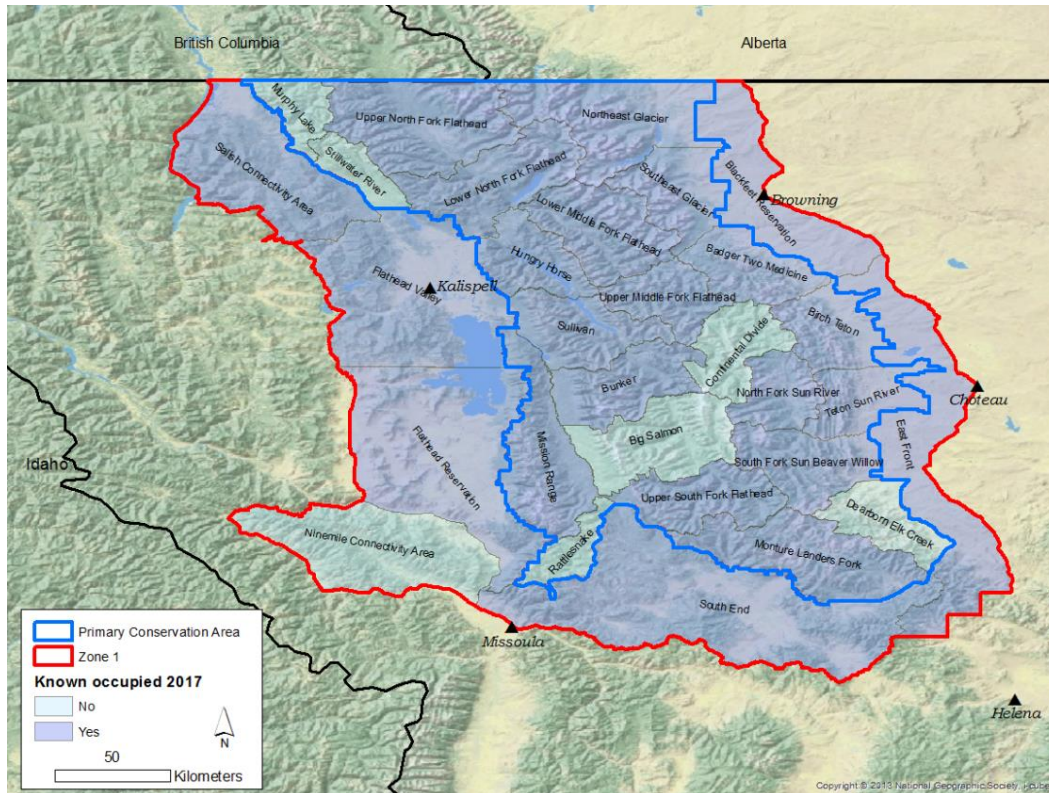 British Columbia
Alberta
Murphy Lake
Upper North Fork Flathead
Northeast Glacier
Stillwater River
Salish Connectivity Area
Lower North Fork Flathead
Southeast Glacier
Blackfeet Reservation
Browning
Lower Middle Fork Flathead
Badger Two Medicine
Hungry Horse
Flathead Valley
Kalispell
Upper Middle Fork Flathead
Birch Teton
Sullivan
Continental Divide
Bunker
North Fork Sun River
Teton Sun River
Choteau
Big Salmon
East Front
Idaho
Flathead Reservation
Mission Range
South Fork Sun Beaver Willow
Upper South Fork Flathead
Dearborn Elk Creek
Ninemile Connectivity Area
Rattlesnake
Monture Landers Fork
South End
Missoula
Helena
Primary Conservation Area
Zone 1
Known occupied 2017
No
Yes
N
50
Kilometers
Copyright © 2013 National Geographic Society, i-cubed